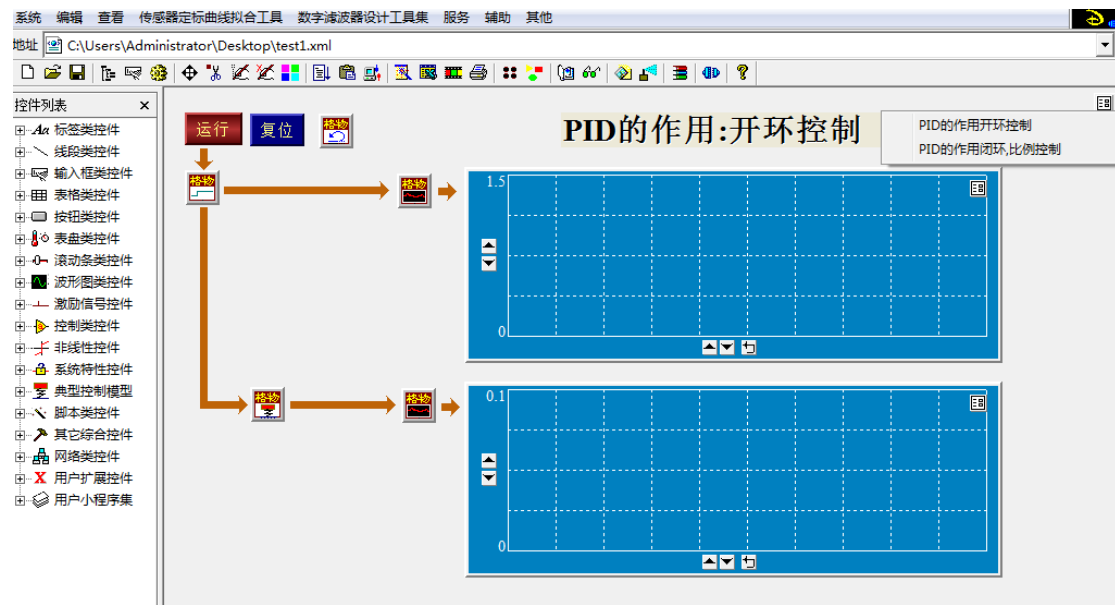 系统 编辑 查看 传感器定标曲线拟合工具 数字滤波器设计工具集 服务 辅助 其他
地址 C:\Users\Administrator\Desktop\test1.xml
控件列表
Aα 标签类控件
线段类控件
输入框类控件
表格类控件
按钮类控件
表盘类控件
滚动条类控件
波形图类控件
激励信号控件
控制类控件
非线性控件
系统特性控件
典型控制模型
脚本类控件
其它综合控件
网络类控件
X 用户扩展控件
用户小程序集
运行 复位 格物
PID的作用:开环控制
PID的作用开环控制
PID的作用闭环,比例控制
格物
格物
1.5
0
格物
格物
0.1
0